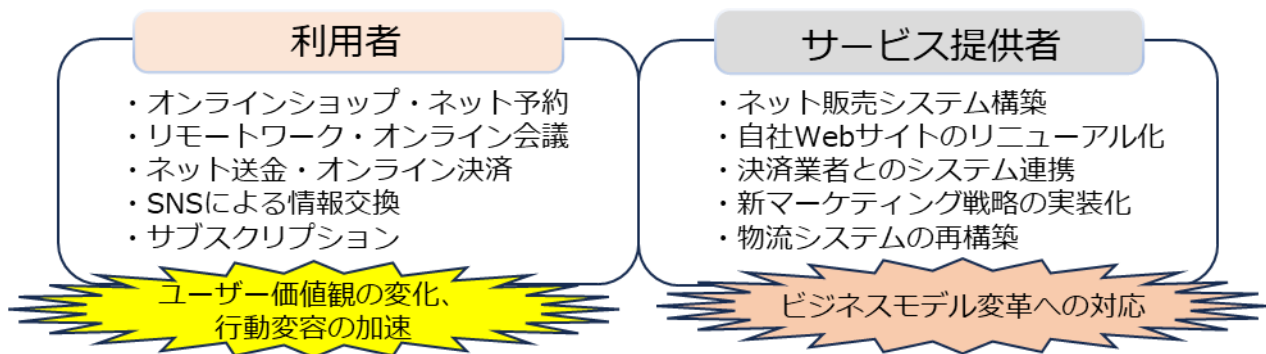 利用者
・オンラインショップ・ネット予約
・リモートワーク・オンライン会議
・ネット送金・オンライン決済
・SNSによる情報交換
・サブスクリプション
ユーザー価値観の変化、
行動変容の加速
サービス提供者
・ネット販売システム構築
・自社Webサイトのリニューアル化
・決済業者とのシステム連携
・新マーケティング戦略の実装化
・物流システムの再構築
ビジネスモデル変革への対応